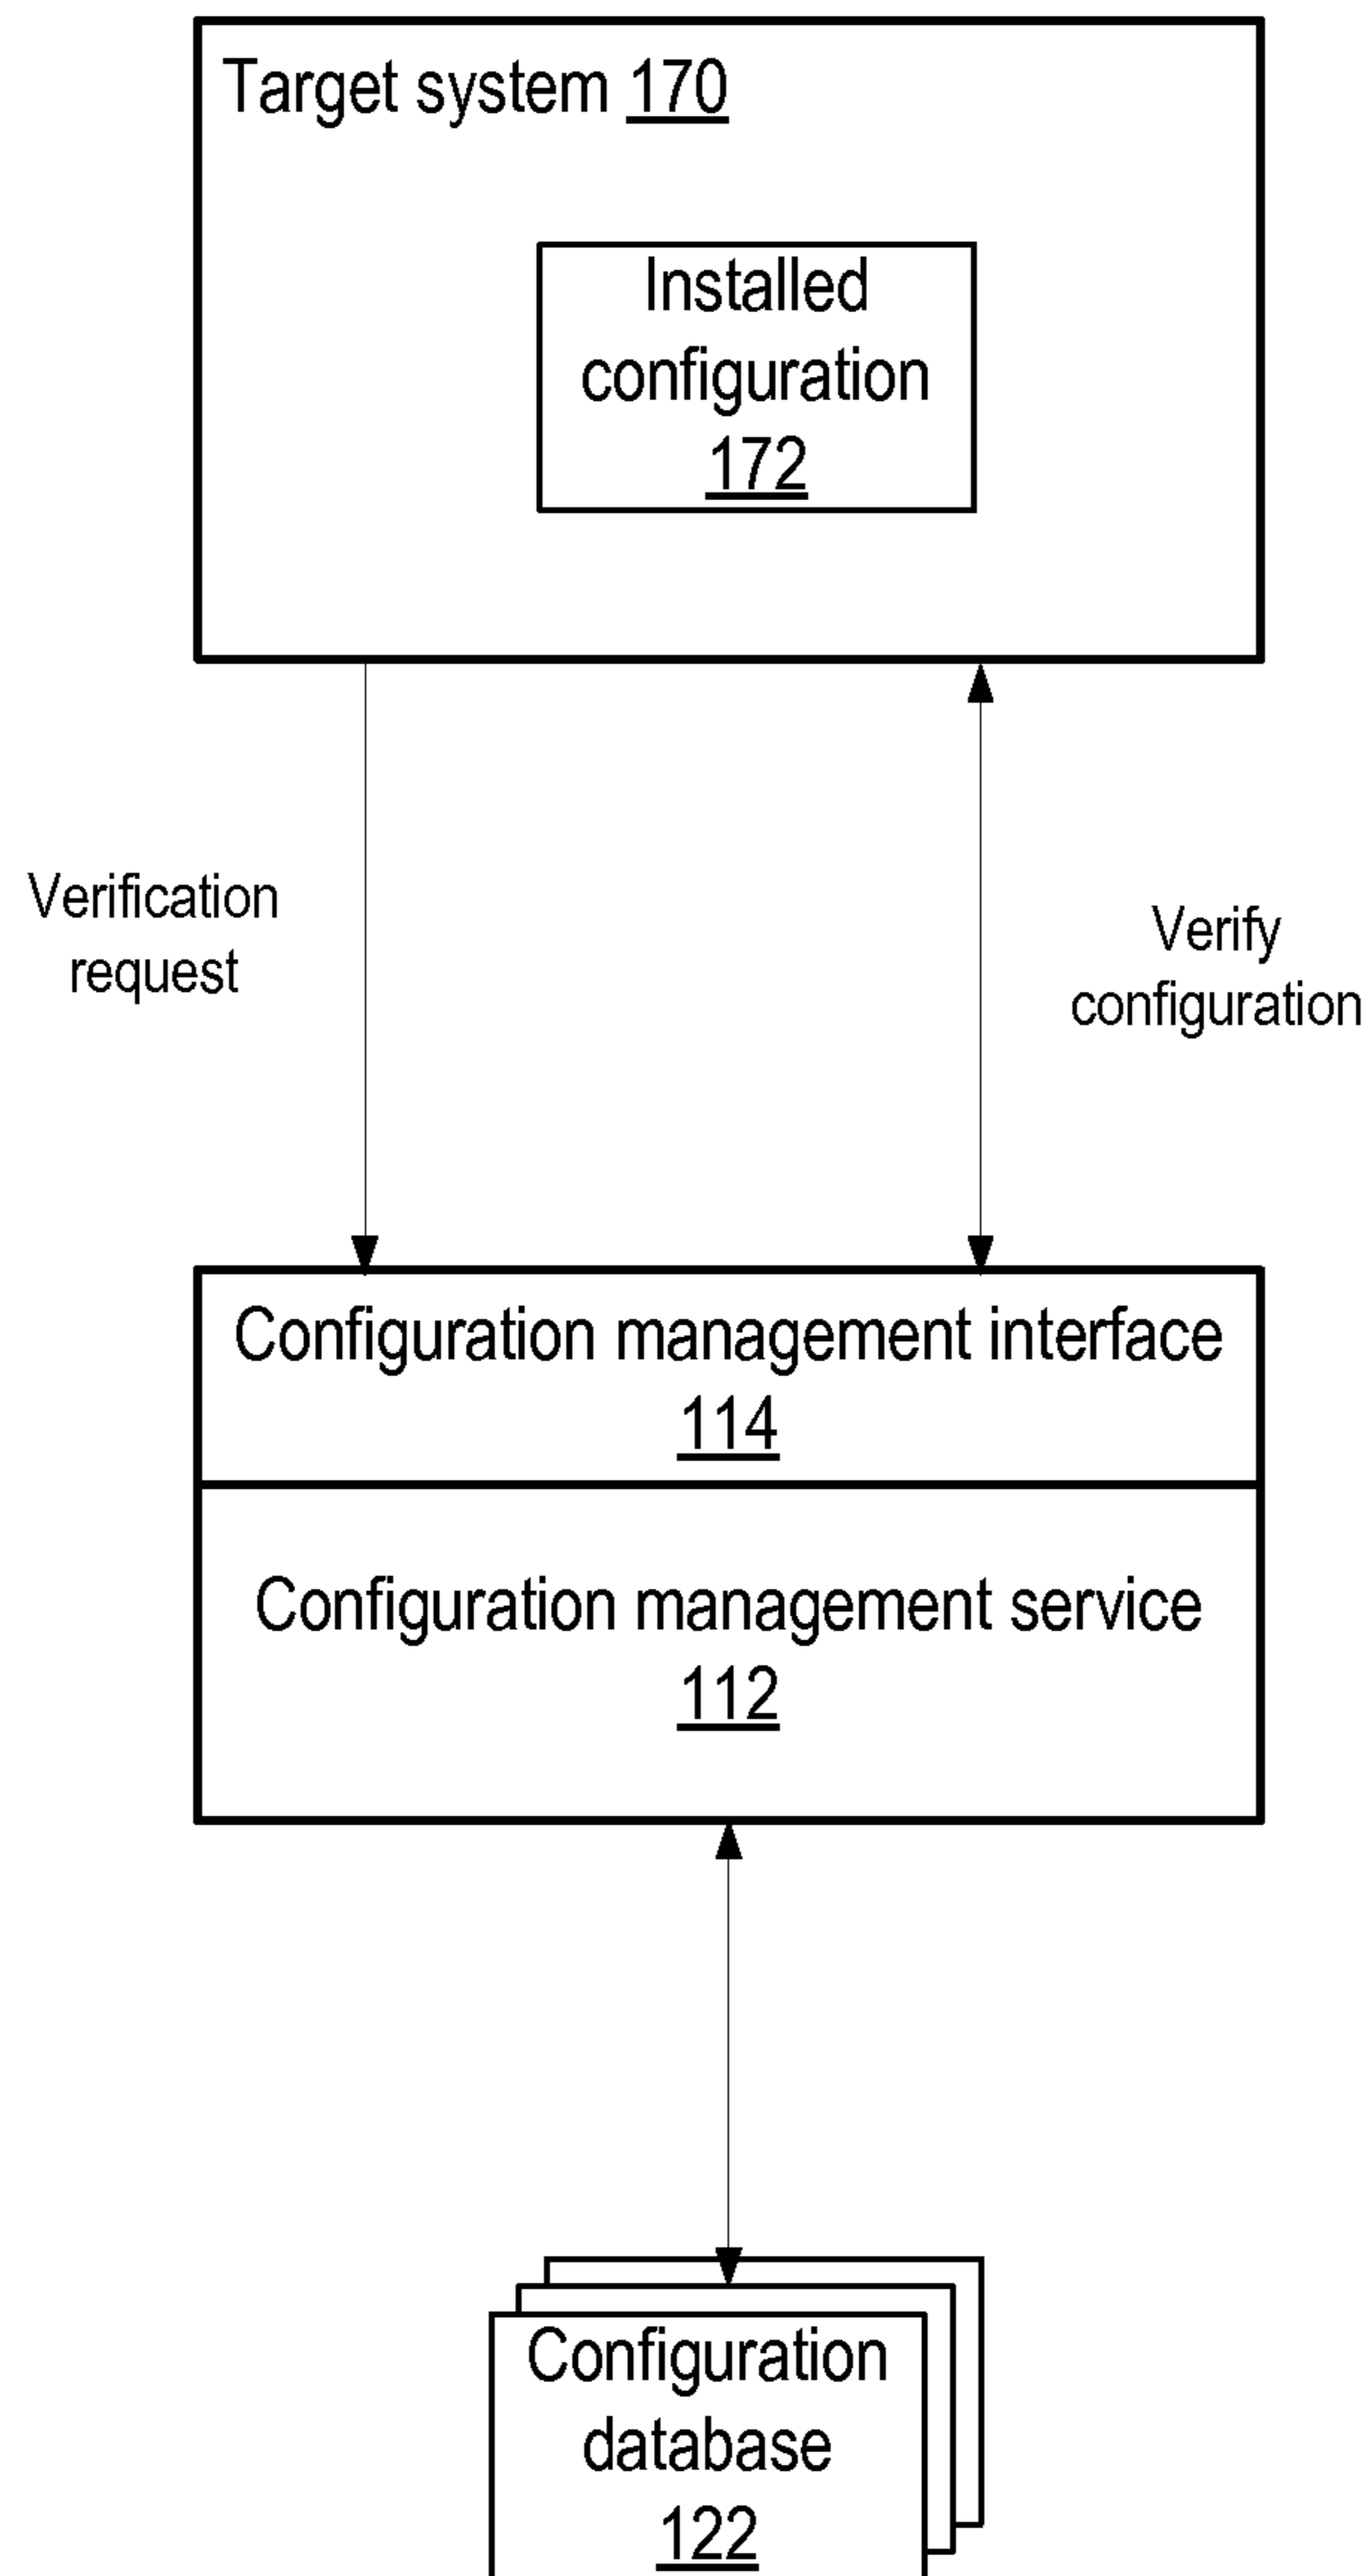 Target system 170
Installed
configuration
172
Verification
request
Verify
configuration
Configuration management interface
114
Configuration management service
112
Configuration
database
122